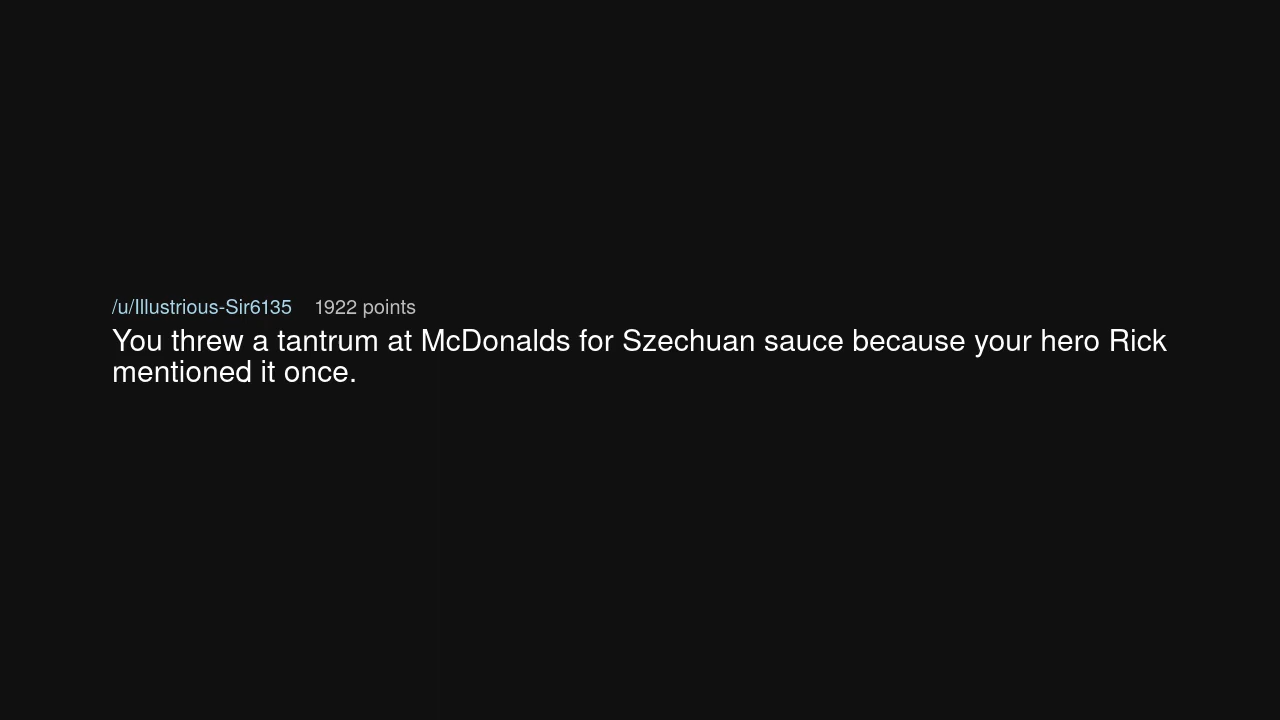 /u/Illustrious-Sir6135 1922 points
You threw a tantrum at McDonalds for Szechuan sauce because your hero Rick
mentioned it once.